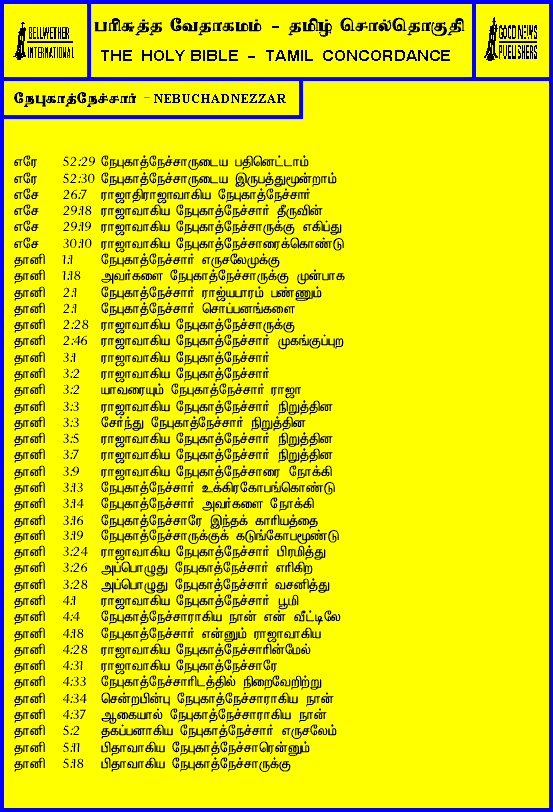 BELLWETHER
INTERNATIONAL
பரிசுத்த வேதாகமம் - தமிழ் சொல்தொகுதி
THE HOLY BIBLE - TAMIL CONCORDANCE
GOOD NEWS
PUBLISHERS
நேபுகாத்நேச்சார் - NEBUCHADNEZZAR
எரே 52:29 நேபுகாத்நேச்சாருடைய பதினெட்டாம்
எரே 52:30 நேபுகாத்நேச்சாருடைய இருபத்துமூன்றாம்
எசே 26:7 ராஜாதிராஜாவாகிய நேபுகாத்நேச்சார்
எசே 29:18 ராஜாவாகிய நேபுகாத்நேச்சார் தீருவின்
எசே 29:19 ராஜாவாகிய நேபுகாத்நேச்சாருக்கு எகிப்து
எசே 30:10 ராஜாவாகிய நேபுகாத்நேச்சாரைக்கொண்டு
தானி 1:1 நேபுகாத்நேச்சார் எருசலேமுக்கு
தானி 1:18 அவர்களை நேபுகாத்நேச்சாருக்கு முன்பாக
தானி 2:1 நேபுகாத்நேச்சார் ராஜ்யபாரம் பண்ணும்
தானி 2:1 நேபுகாத்நேச்சார் சொப்பனங்களை
தானி 2:28 ராஜாவாகிய நேபுகாத்நேச்சாருக்கு
தானி 2:46 ராஜாவாகிய நேபுகாத்நேச்சார் முகங்குப்புற
தானி 3:1 ராஜாவாகிய நேபுகாத்நேச்சார்
தானி 3:2 ராஜாவாகிய நேபுகாத்நேச்சார்
தானி 3:2 யாவரையும் நேபுகாத்நேச்சார் ராஜா
தானி 3:3 ராஜாவாகிய நேபுகாத்நேச்சார் நிறுத்தின
தானி 3:3 சேர்ந்து நேபுகாத்நேச்சார் நிறுத்தின
தானி 3:5 ராஜாவாகிய நேபுகாத்நேச்சார் நிறுத்தின
தானி 3:7 ராஜாவாகிய நேபுகாத்நேச்சார் நிறுத்தின
தானி 3:9 ராஜாவாகிய நேபுகாத்நேச்சாரை நோக்கி
தானி 3:13 நேபுகாத்நேச்சார் உக்கிரகோபங்கொண்டு
தானி 3:14 நேபுகாத்நேச்சார் அவர்களை நோக்கி
தானி 3:16 நேபுகாத்நேச்சாரே இந்தக் காரியத்தை
தானி 3:19 நேபுகாத்நேச்சாருக்குக் கடுங்கோபமூண்டு
தானி 3:24 ராஜாவாகிய நேபுகாத்நேச்சார் பிரமித்து
தானி 3:26 அப்பொழுது நேபுகாத்நேச்சார் எரிகிற
தானி 3:28 அப்பொழுது நேபுகாத்நேச்சார் வசனித்து
தானி 4:1 ராஜாவாகிய நேபுகாத்நேச்சார் பூமி
தானி 4:4 நேபுகாத்நேச்சாராகிய நான் என் வீட்டிலே
தானி 4:18 நேபுகாத்நேச்சார் என்னும் ராஜாவாகிய
தானி 4:28 ராஜாவாகிய நேபுகாத்நேச்சாரின்மேல்
தானி 4:31 ராஜாவாகிய நேபுகாத்நேச்சாரே
தானி 4:33 நேபுகாத்நேச்சாரிடத்தில் நிறைவேறிற்று
தானி 4:34 சென்றபின்பு நேபுகாத்நேச்சாராகிய நான்
தானி 4:37 ஆகையால் நேபுகாத்நேச்சாராகிய நான்
தானி 5:2 தகப்பனாகிய நேபுகாத்நேச்சார் எருசலேம்
தானி 5:11 பிதாவாகிய நேபுகாத்நேச்சாரென்னும்
தானி 5:18 பிதாவாகிய நேபுகாத்நேச்சாருக்கு